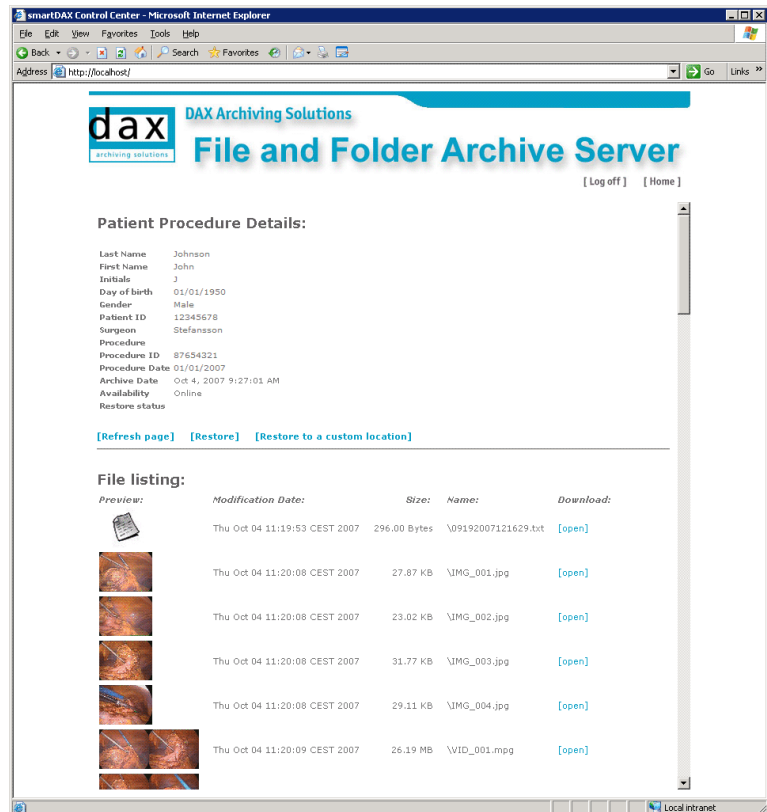 smartDAX Control Center - Microsoft Internet Explorer
File Edit View Favorites Tools Help
Back Search Favorites
Address http://localhost/ Go Links »
dax
archiving solutions
DAX Archiving Solutions
File and Folder Archive Server
[ Log off ] [ Home ]
Patient Procedure Details:
Last Name Johnson
First Name John
Initials J
Day of birth 01/01/1950
Gender Male
Patient ID 12345678
Surgeon Stefansson
Procedure
Procedure ID 87654321
Procedure Date 01/01/2007
Archive Date Oct 4, 2007 9:27:01 AM
Availability Online
Restore status
[Refresh page] [Restore] [Restore to a custom location]
File listing:
Preview: Modification Date: Size: Name: Download:
Thu Oct 04 11:19:53 CEST 2007 296.00 Bytes \09192007121629.txt [open]
Thu Oct 04 11:20:08 CEST 2007 27.87 KB \IMG_001.jpg [open]
Thu Oct 04 11:20:08 CEST 2007 23.02 KB \IMG_002.jpg [open]
Thu Oct 04 11:20:08 CEST 2007 31.77 KB \IMG_003.jpg [open]
Thu Oct 04 11:20:08 CEST 2007 29.11 KB \IMG_004.jpg [open]
Thu Oct 04 11:20:09 CEST 2007 26.19 MB \VID_001.mpg [open]
Local intranet